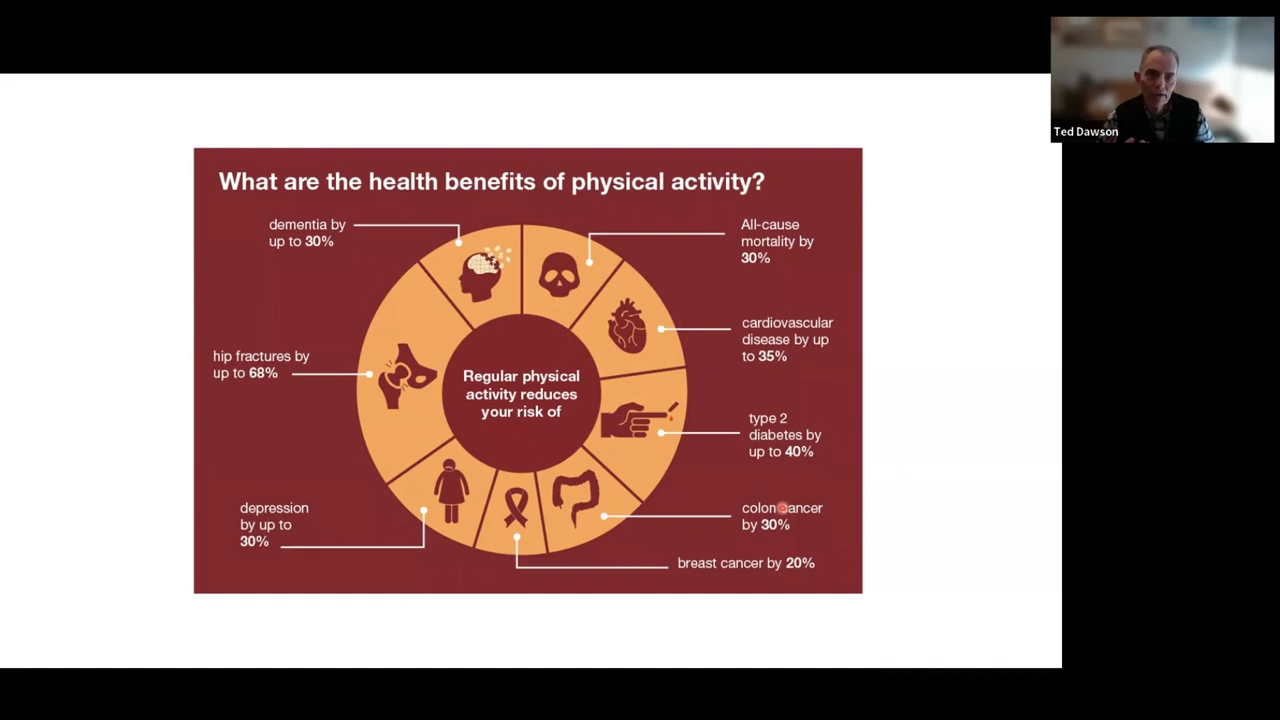 What are the health benefits of physical activity?
dementia by
up to 30%
All-cause
mortality by
30%
cardiovascular
disease by up
to 35%
hip fractures by
up to 68%
Regular physical
activity reduces
your risk of
type 2
diabetes by
up to 40%
depression
by up to
30%
colon cancer
by 30%
breast cancer by 20%
Ted Dawson